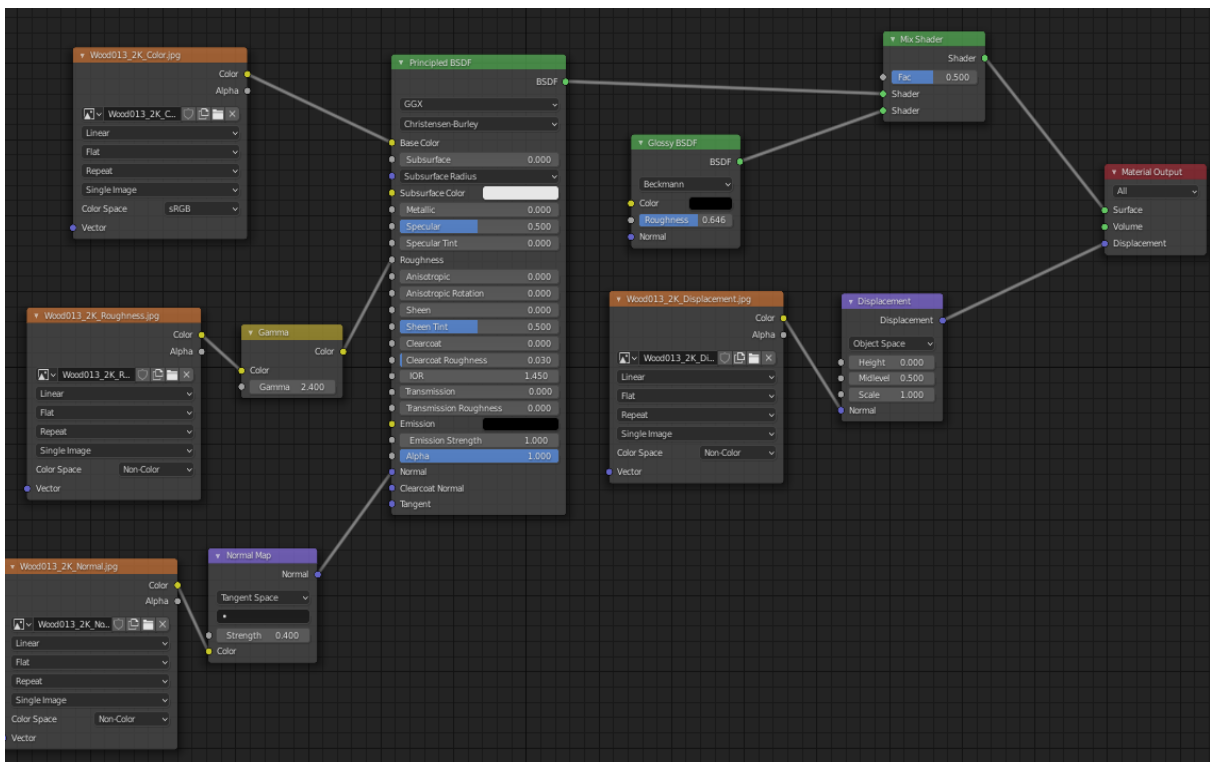 Wood013_2K_Color.jpg
Color
Alpha
Wood013_2K_C...
Linear
Flat
Repeat
Single Image
Color Space sRGB
Vector
Wood013_2K_Roughness.jpg
Color
Alpha
Wood013_2K_R...
Linear
Flat
Repeat
Single Image
Color Space Non-Color
Vector
Gamma
Color
Color
Gamma 2.400
Wood013_2K_Normal.jpg
Color
Alpha
Wood013_2K_No...
Linear
Flat
Repeat
Single Image
Color Space Non-Color
Vector
Normal Map
Normal
Tangent Space
Strength 0.400
Color
Principled BSDF
BSDF
GGX
Christensen-Burley
Base Color
Subsurface 0.000
Subsurface Radius
Subsurface Color
Metallic 0.000
Specular 0.500
Specular Tint 0.000
Roughness
Anisotropic 0.000
Anisotropic Rotation 0.000
Sheen 0.000
Sheen Tint 0.500
Clearcoat 0.000
Clearcoat Roughness 0.030
IOR 1.450
Transmission 0.000
Transmission Roughness 0.000
Emission
Emission Strength 1.000
Alpha 1.000
Normal
Clearcoat Normal
Tangent
Glossy BSDF
BSDF
Beckmann
Color
Roughness 0.646
Normal
Wood013_2K_Displacement.jpg
Color
Alpha
Wood013_2K_Di...
Linear
Flat
Repeat
Single Image
Color Space Non-Color
Vector
Displacement
Displacement
Object Space
Height 0.000
Midlevel 0.500
Scale 1.000
Normal
Mix Shader
Shader
Fac 0.500
Shader
Shader
Material Output
All
Surface
Volume
Displacement